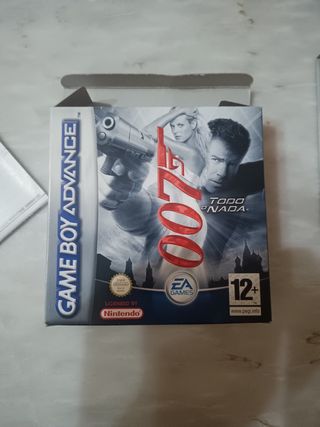 GAME BOY ADVANCE
007
TODO
O NADA
EA
GAMES
LICENSED BY
Nintendo
12+
www.pegi.info